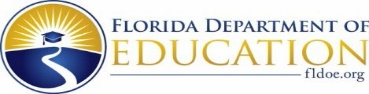 FLORIDA DEPARTMENT OF
EDUCATION
fldoe.org